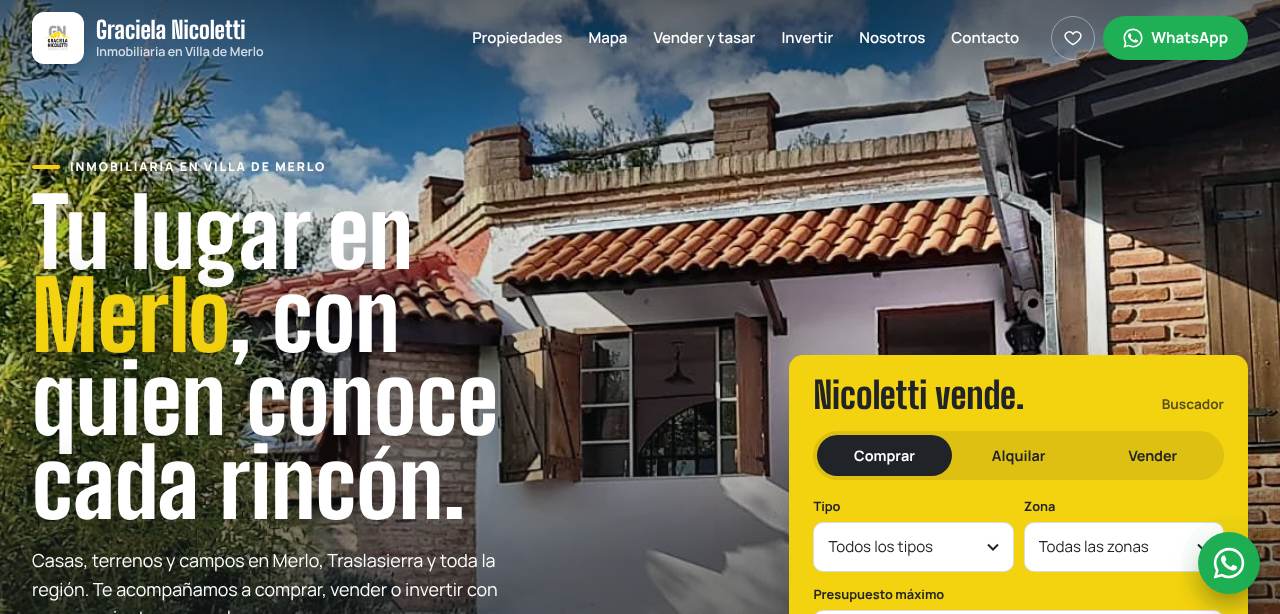 GN
GRACIELA
NICOLETTI
Graciela Nicoletti
Inmobiliaria en Villa de Merlo
Propiedades
Mapa
Vender y tasar
Invertir
Nosotros
Contacto
WhatsApp
INMOBILIARIA EN VILLA DE MERLO
Tu lugar en
Merlo, con
quien conoce
cada rincón.
Casas, terrenos y campos en Merlo, Traslasierra y toda la
región. Te acompañamos a comprar, vender o invertir con
Nicoletti vende.
Buscador
Comprar
Alquilar
Vender
Tipo
Zona
Todos los tipos
Todas las zonas
Presupuesto máximo